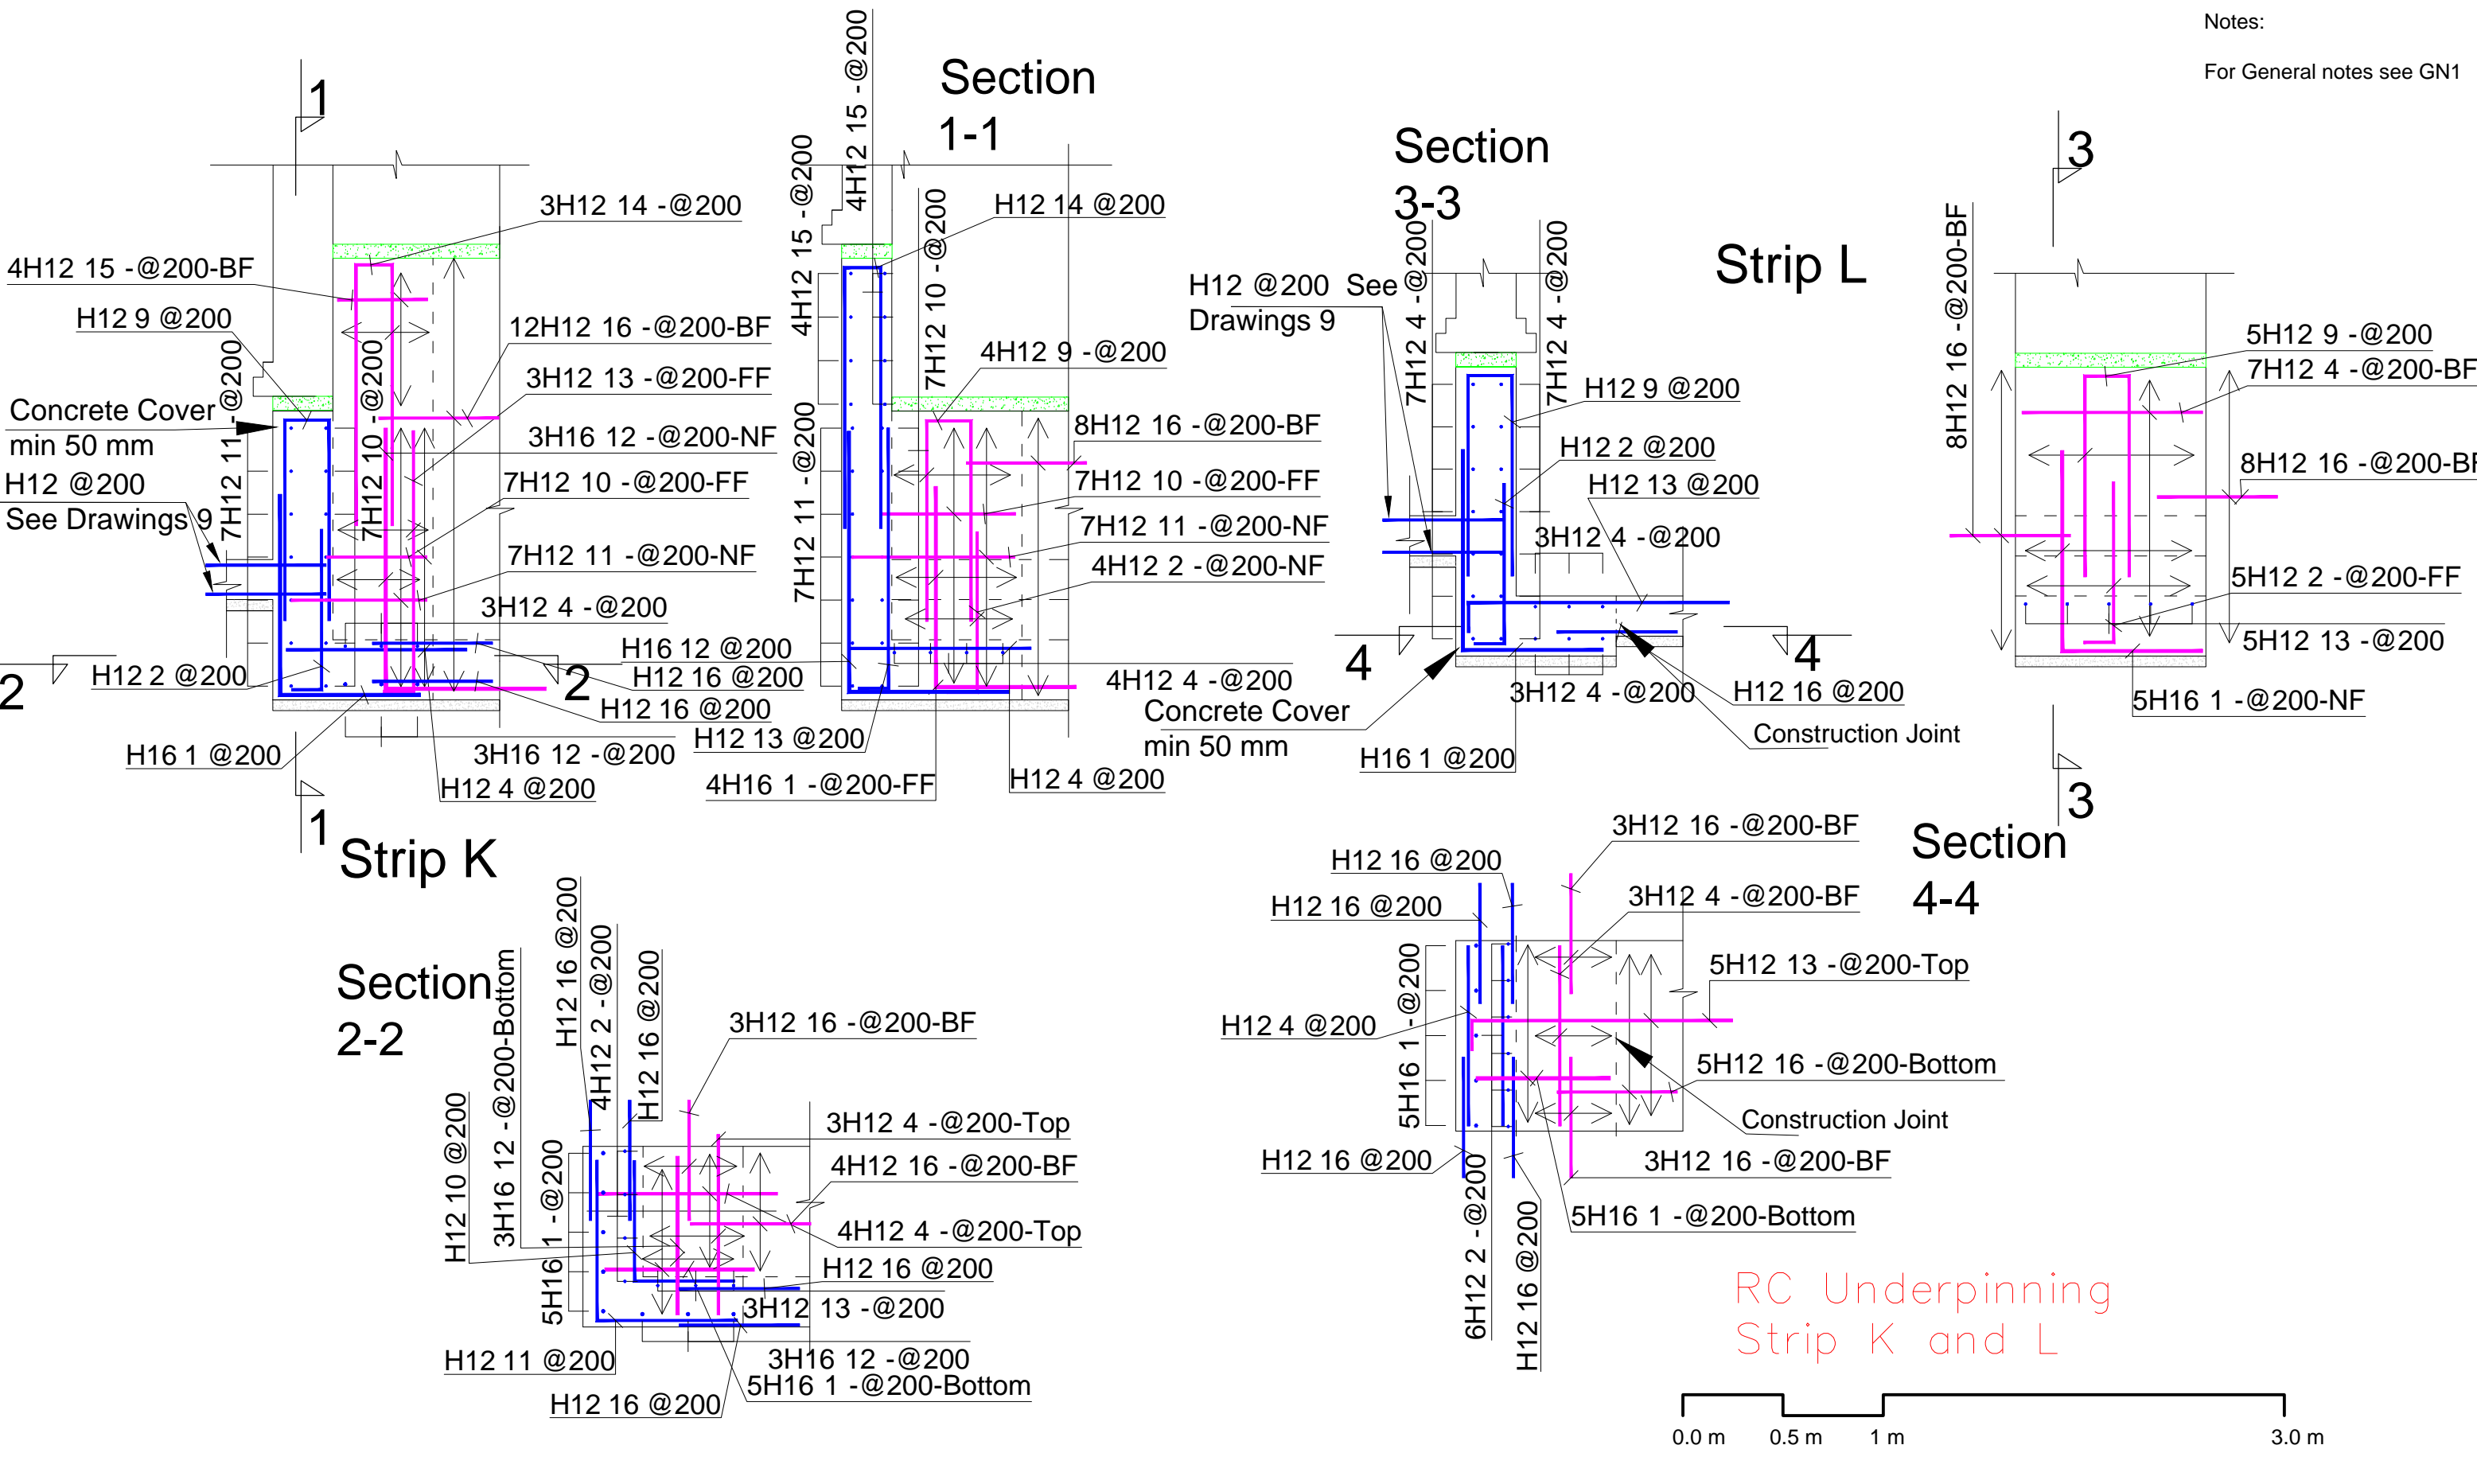 Notes:
For General notes see GN1
1
Section
1-1
4H12 15 -@200
4H12 15 -@200
7H12 10 -@200
H12 14 @200
4H12 9 -@200
8H12 16 -@200-BF
7H12 10 -@200-FF
7H12 11 -@200-NF
4H12 2 -@200-NF
7H12 11 -@200
H16 12 @200
H12 13 @200
4H16 1 -@200-FF
4H12 4 -@200
H12 4 @200
3H12 14 -@200
4H12 15 -@200-BF
H12 9 @200
12H12 16 -@200-BF
3H12 13 -@200-FF
3H16 12 -@200-NF
7H12 10 -@200-FF
7H12 11 -@200-NF
3H12 4 -@200
7H12 11 -@200
7H12 10 -@200
Concrete Cover
min 50 mm
H12 @200
See Drawings 9
2
H12 2 @200
2
H12 16 @200
H12 16 @200
H16 1 @200
3H16 12 -@200
H12 4 @200
1
Strip K
Section
3-3
7H12 4 -@200
7H12 4 -@200
H12 @200 See
Drawings 9
H12 9 @200
H12 2 @200
H12 13 @200
3H12 4 -@200
4
4
3H12 4 -@200
H12 16 @200
Construction Joint
Concrete Cover
min 50 mm
H16 1 @200
Strip L
3
8H12 16 -@200-BF
5H12 9 -@200
7H12 4 -@200-BF
8H12 16 -@200-BF
5H12 2 -@200-FF
5H12 13 -@200
5H16 1 -@200-NF
3
Section
2-2
H12 10 @200
3H16 12 -@200-Bottom
H12 16 @200
4H12 2 -@200
H12 16 @200
5H16 1 -@200
3H12 16 -@200-BF
3H12 4 -@200-Top
4H12 16 -@200-BF
4H12 4 -@200-Top
H12 16 @200
3H12 13 -@200
3H16 12 -@200
5H16 1 -@200-Bottom
H12 11 @200
H12 16 @200
Section
4-4
3H12 16 -@200-BF
H12 16 @200
3H12 4 -@200-BF
H12 16 @200
5H16 1 -@200
5H12 13 -@200-Top
H12 4 @200
5H12 16 -@200-Bottom
Construction Joint
H12 16 @200
3H12 16 -@200-BF
5H16 1 -@200-Bottom
6H12 2 -@200
H12 16 @200
RC Underpinning
Strip K and L
0.0 m 0.5 m 1 m 3.0 m